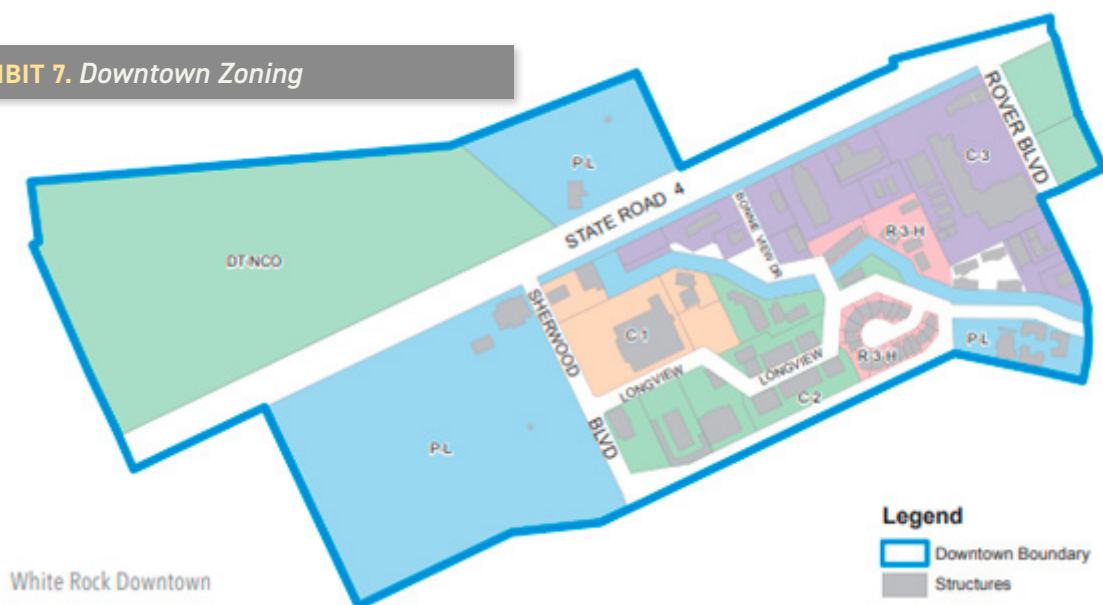 IBIT 7. Downtown Zoning
ROVER BLVD
P-L
C-3
STATE ROAD 4
BONNIE VIEW DR
R-3-H
DT-NCO
SHERWOOD BLVD
C-1
P-L
LONGVIEW
LONGVIEW
R-3-H
C-2
P-L
Legend
Downtown Boundary
Structures
White Rock Downtown